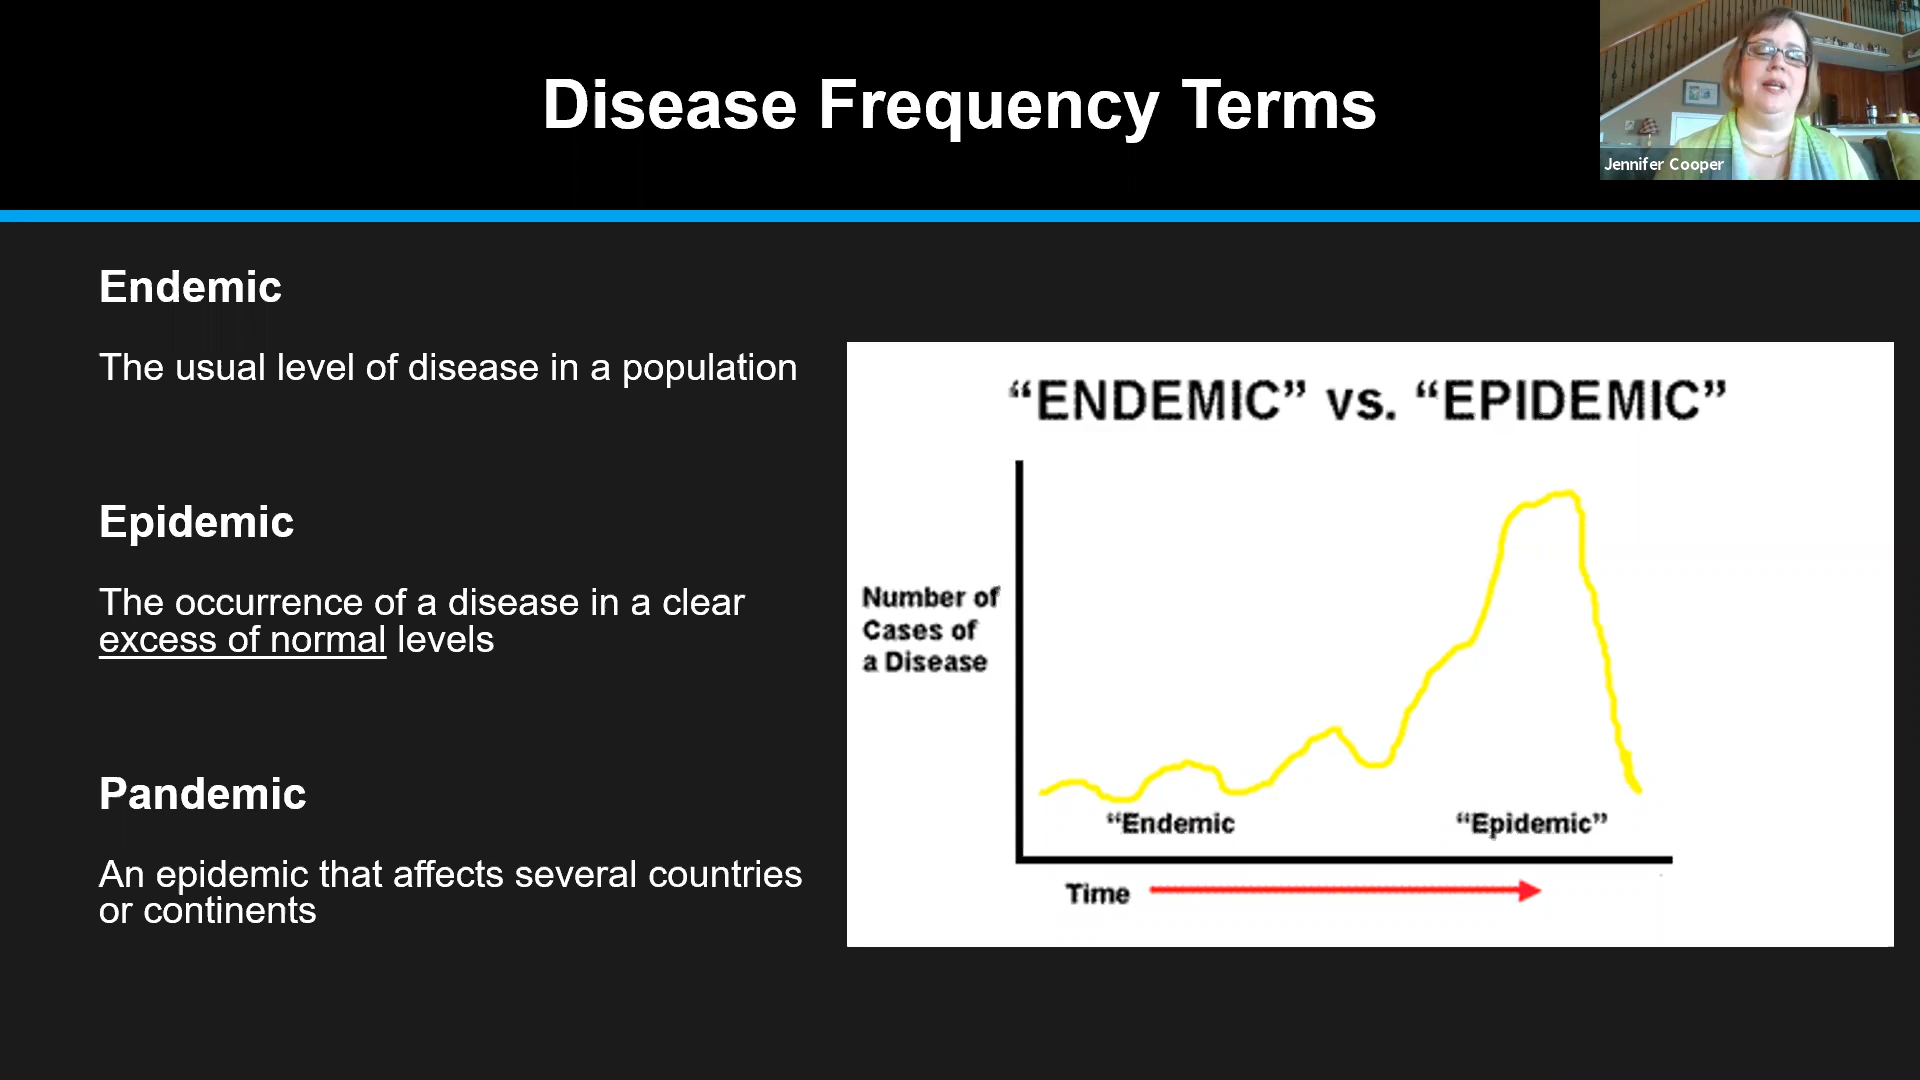 Disease Frequency Terms
Jennifer Cooper
Endemic
The usual level of disease in a population
Epidemic
The occurrence of a disease in a clear
excess of normal levels
Pandemic
An epidemic that affects several countries
or continents
“ENDEMIC” vs. “EPIDEMIC”
Number of
Cases of
a Disease
“Endemic
“Epidemic”
Time